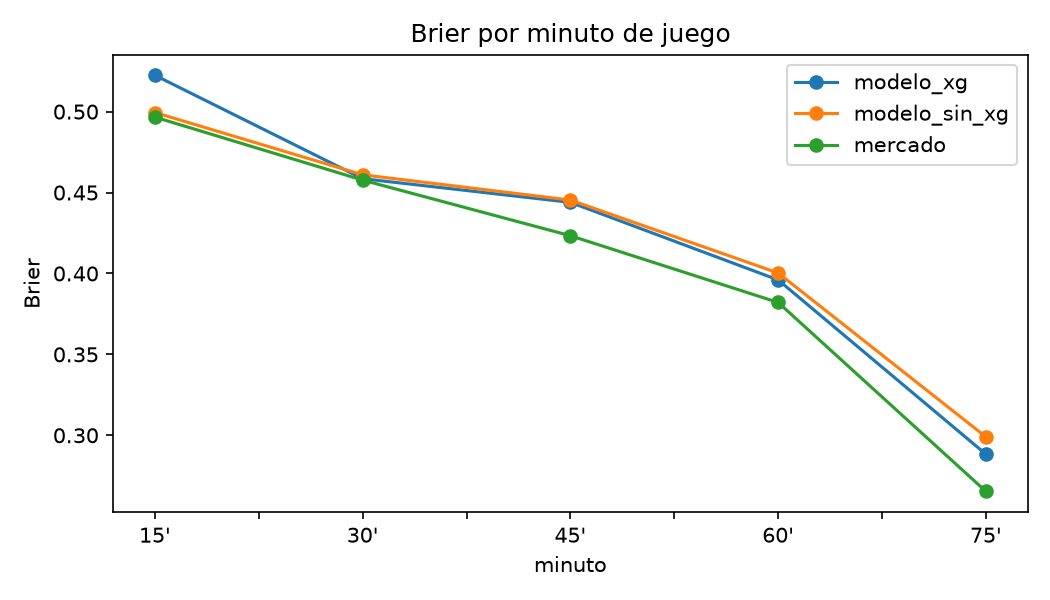 Brier por minuto de juego
modelo_xg
modelo_sin_xg
mercado
Brier
0.50
0.45
0.40
0.35
0.30
15' 30' 45' 60' 75'
minuto